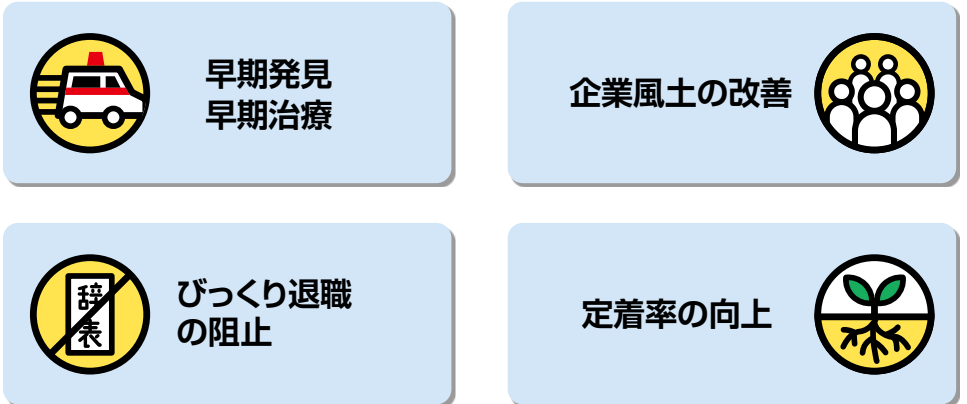 早期発見
早期治療
企業風土の改善
辞表
びっくり退職
の阻止
定着率の向上